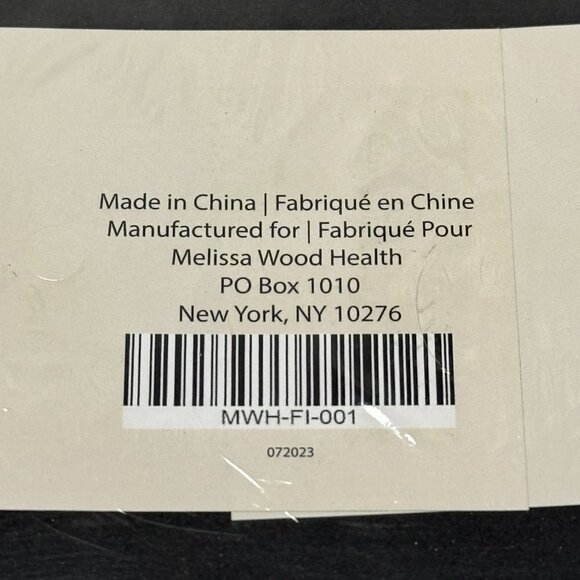 Made in China | Fabriqué en Chine
Manufactured for | Fabriqué Pour
Melissa Wood Health
PO Box 1010
New York, NY 10276
MWH-FI-001
072023